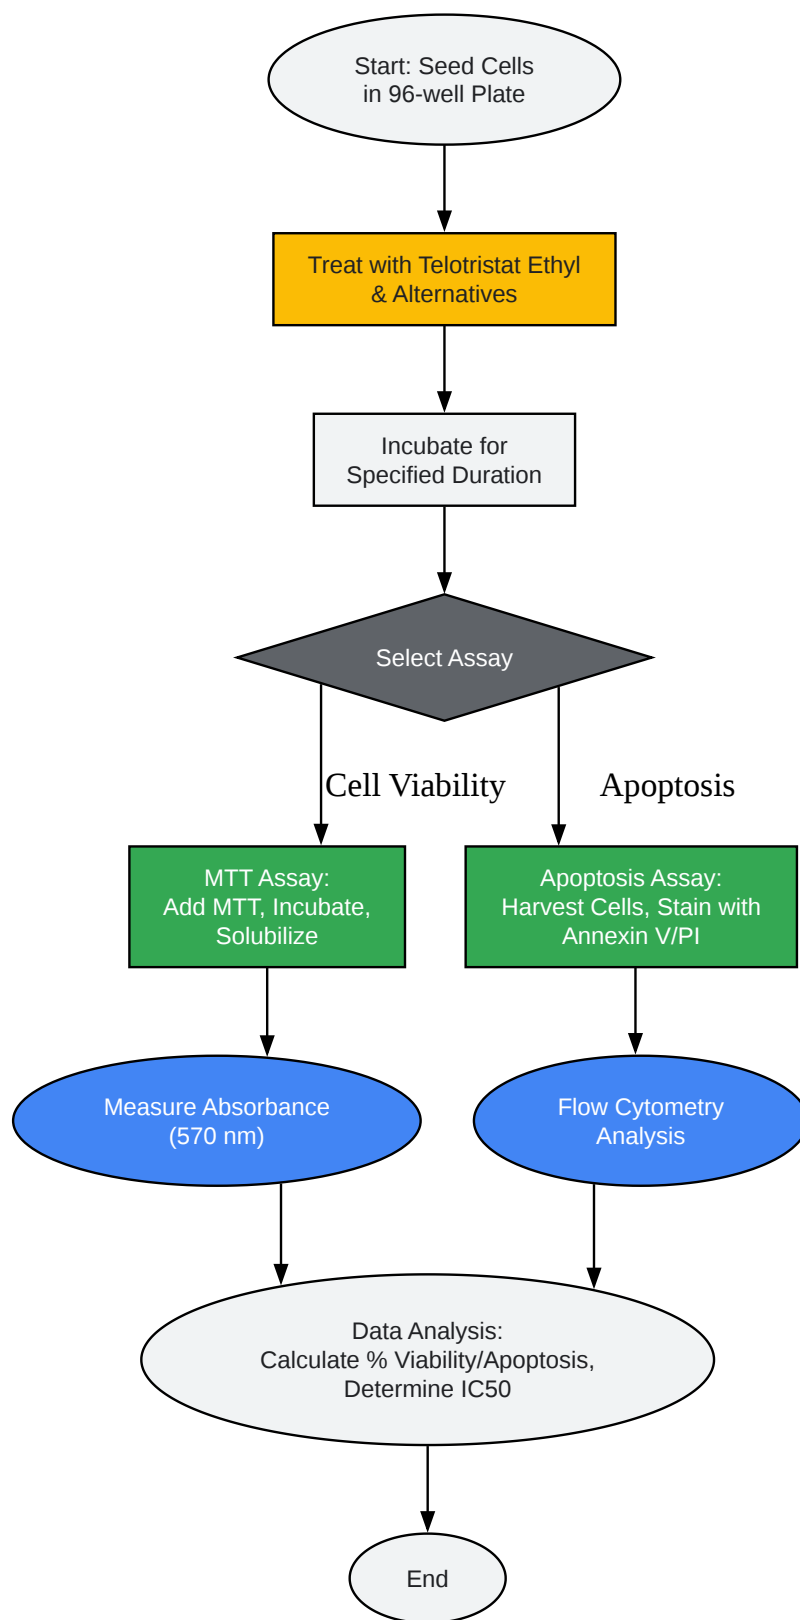 Start: Seed Cells
in 96-well Plate
Treat with Telotristat Ethyl
& Alternatives
Incubate for
Specified Duration
Select Assay
Cell Viability
Apoptosis
MTT Assay:
Add MTT, Incubate,
Solubilize
Apoptosis Assay:
Harvest Cells, Stain with
Annexin V/PI
Measure Absorbance
(570 nm)
Flow Cytometry
Analysis
Data Analysis:
Calculate % Viability/Apoptosis,
Determine IC50
End